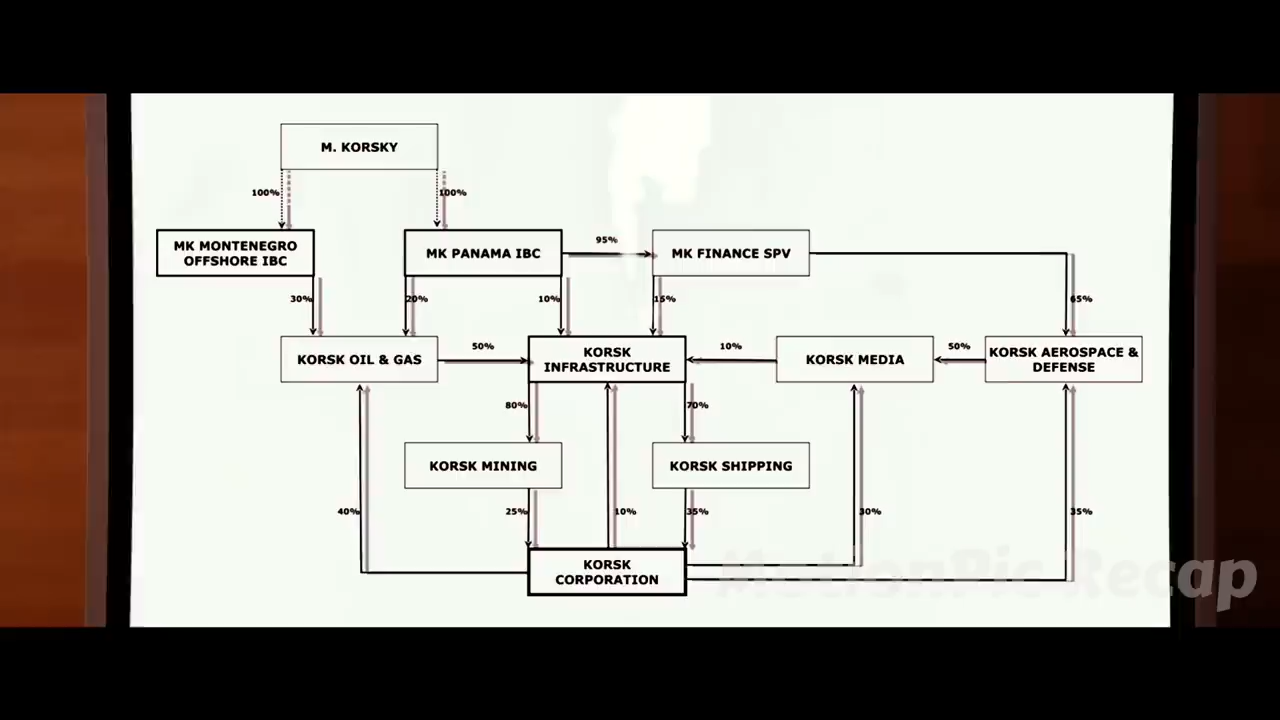 M. KORSKY
100%
100%
MK MONTENEGRO
OFFSHORE IBC
MK PANAMA IBC
95%
MK FINANCE SPV
30%
20%
10%
15%
65%
KORSK OIL & GAS
50%
KORSK
INFRASTRUCTURE
10%
KORSK MEDIA
50%
KORSK AEROSPACE &
DEFENSE
80%
70%
KORSK MINING
KORSK SHIPPING
40%
25%
10%
35%
30%
35%
KORSK
CORPORATION
MotionPic Recap